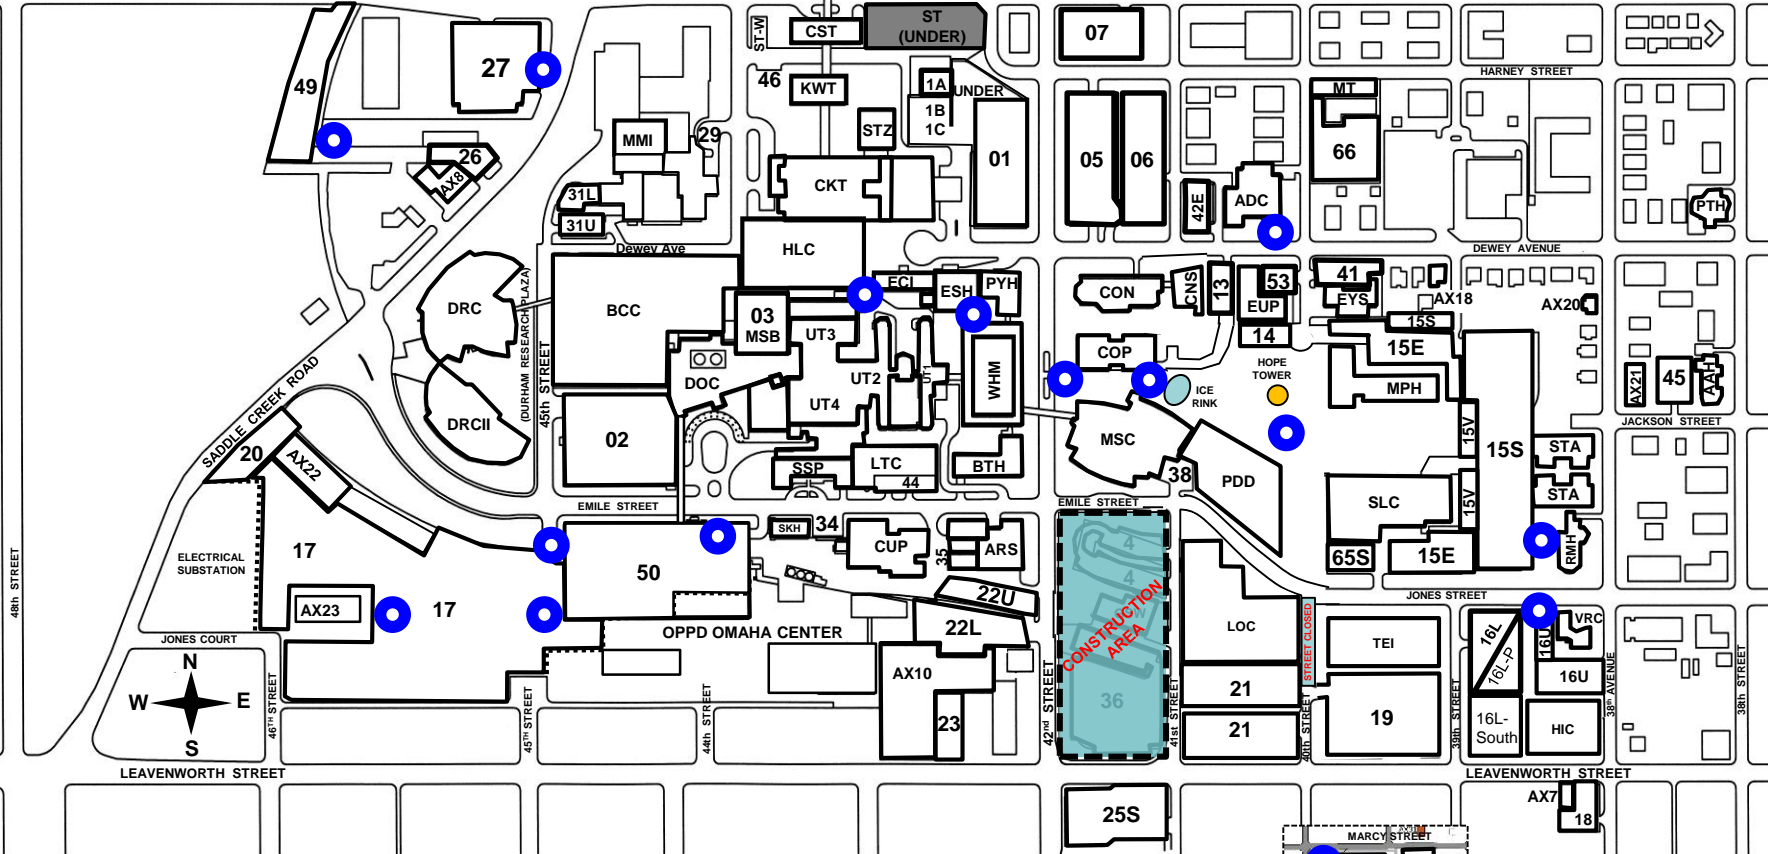 ST
(UNDER)
ST-W
CST
07
27
49
46
KWT
1A
UNDER
1B
1C
HARNEY STREET
MT
MMI
29
STZ
01
05
06
66
26
AX8
CKT
31L
31U
42E
ADC
PTH
Dewey Ave
HLC
DEWEY AVENUE
DRC
(DURHAM RESEARCH PLAZA)
45th STREET
BCC
03
MSB
UT3
ECI
ESH
PYH
CON
CNS
13
53
EUP
14
41
EYS
AX18
15S
AX20
15E
DOC
UT2
UT1
UT4
WHM
COP
ICE
RINK
HOPE
TOWER
MPH
AX21
45
AAH
JACKSON STREET
SADDLE CREEK ROAD
DRCII
02
20
AX22
SSP
LTC
44
BTH
MSC
38
PDD
15V
15S
STA
STA
15V
SLC
EMILE STREET
EMILE STREET
ELECTRICAL
SUBSTATION
17
SKH
34
CUP
35
ARS
4
4
65S
15E
RMH
48th STREET
50
22U
JONES STREET
AX23
17
OPPD OMAHA CENTER
22L
CONSTRUCTION
AREA
LOC
STREET CLOSED
TEI
16L
16L-P
16U
VRC
JONES COURT
N
W
E
S
46TH STREET
45TH STREET
44th STREET
AX10
23
42nd STREET
36
41st STREET
21
21
40th STREET
19
39th STREET
16U
16L-
South
HIC
38th AVENUE
38th STREET
LEAVENWORTH STREET
LEAVENWORTH STREET
25S
AX7
18
MARCY STREET